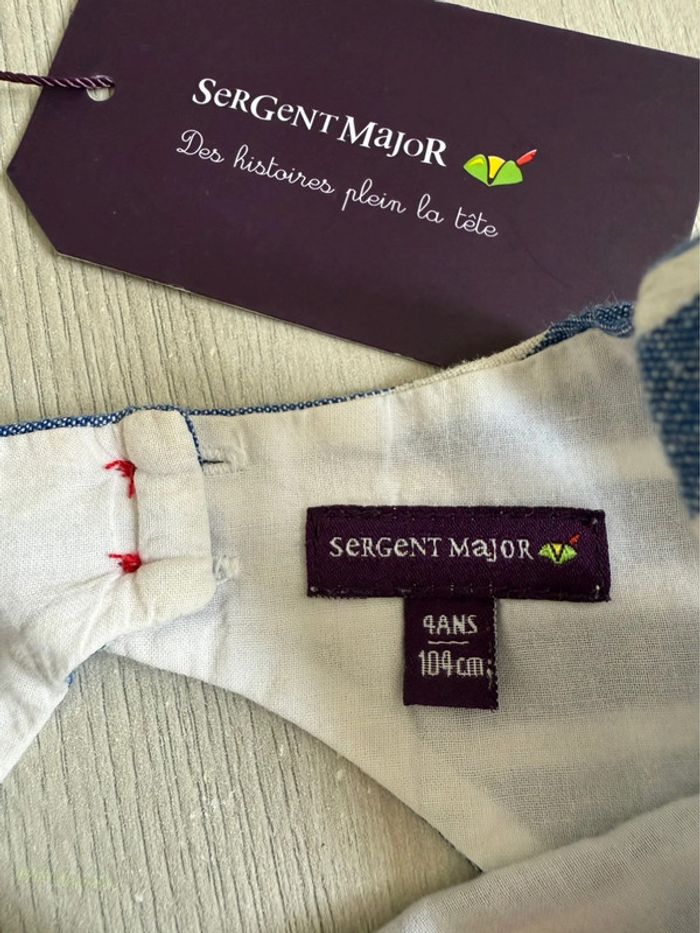 SeRGeNT MajoR
Des histoires plein la tête
SeRGeNT MajoR
4ANS
104cm